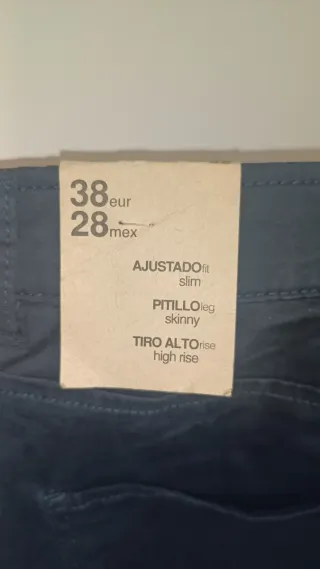 38eur
28mex
AJUSTADOfit
slim
PITILLOleg
skinny
TIRO ALTOrise
high rise